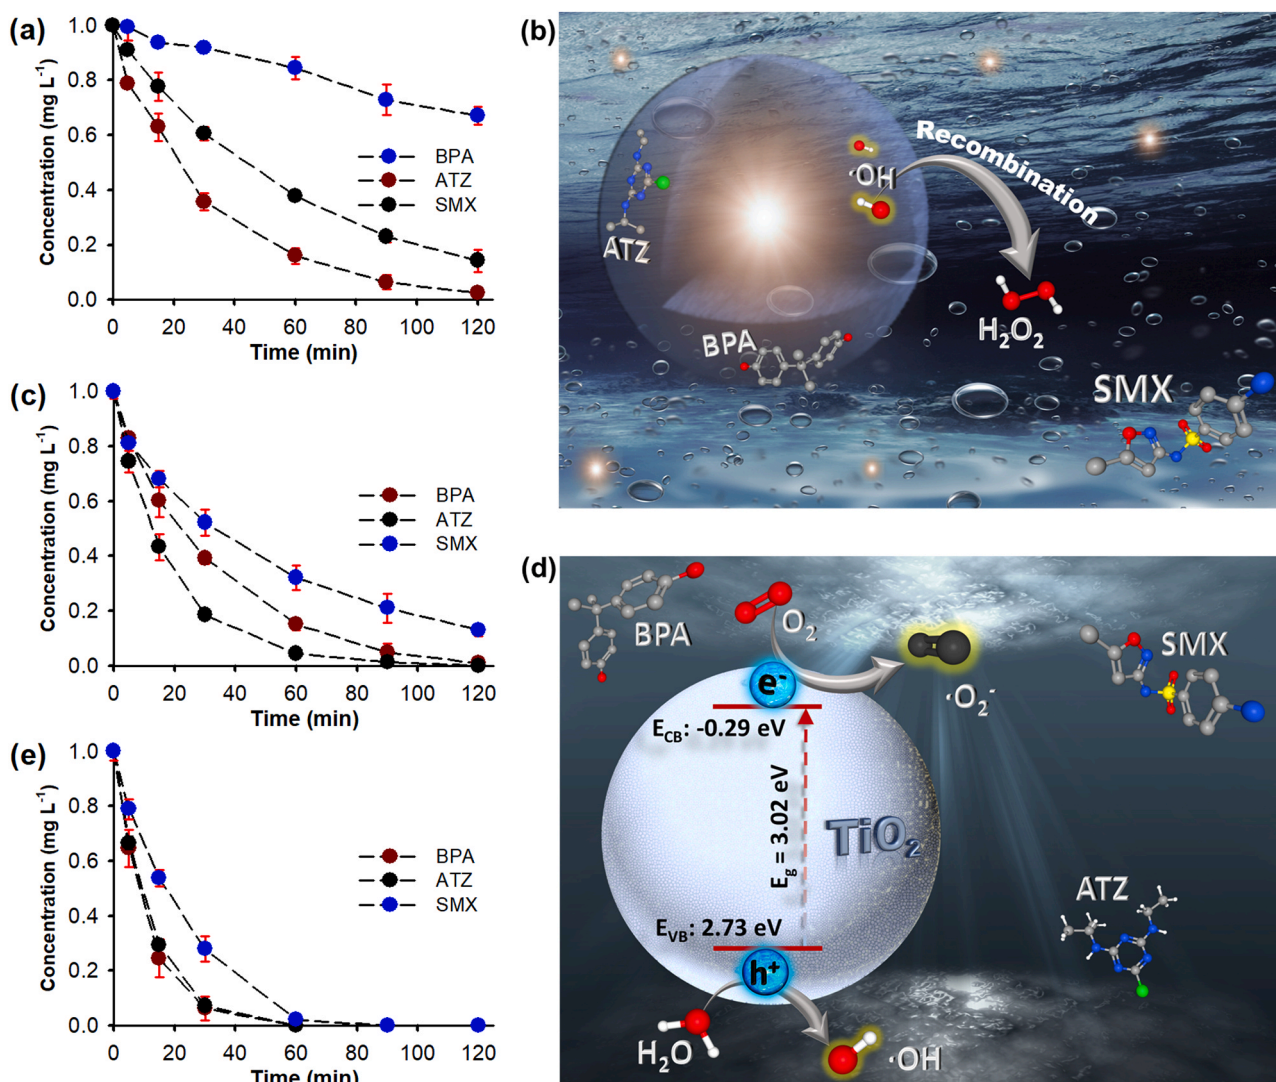 (a)
Concentration (mg L⁻¹)
1.0
0.8
0.6
0.4
0.2
0.0
BPA
ATZ
SMX
0 20 40 60 80 100 120
Time (min)
(b)
Recombination
·OH
ATZ
BPA
H₂O₂
SMX
(c)
Concentration (mg L⁻¹)
1.0
0.8
0.6
0.4
0.2
0.0
BPA
ATZ
SMX
0 20 40 60 80 100 120
Time (min)
(d)
BPA
O₂
SMX
e⁻
·O₂⁻
E_CB: -0.29 eV
E_g = 3.02 eV
TiO₂
ATZ
E_VB: 2.73 eV
h⁺
H₂O
·OH
(e)
Concentration (mg L⁻¹)
1.0
0.8
0.6
0.4
0.2
0.0
BPA
ATZ
SMX
0 20 40 60 80 100 120
Time (min)